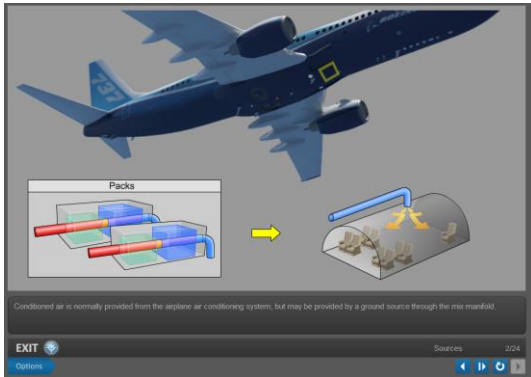 BOEING
737
Packs
Conditioned air is normally provided from the airplane air conditioning system, but may be provided by a ground source through the mix manifold.
EXIT
Sources 2/24
Options